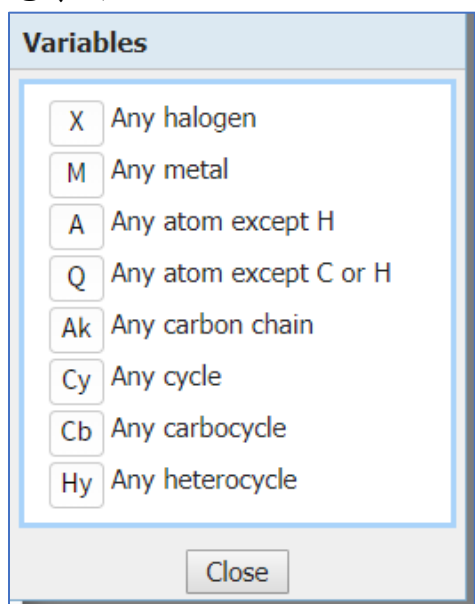 Variables
X Any halogen
M Any metal
A Any atom except H
Q Any atom except C or H
Ak Any carbon chain
Cy Any cycle
Cb Any carbocycle
Hy Any heterocycle
Close